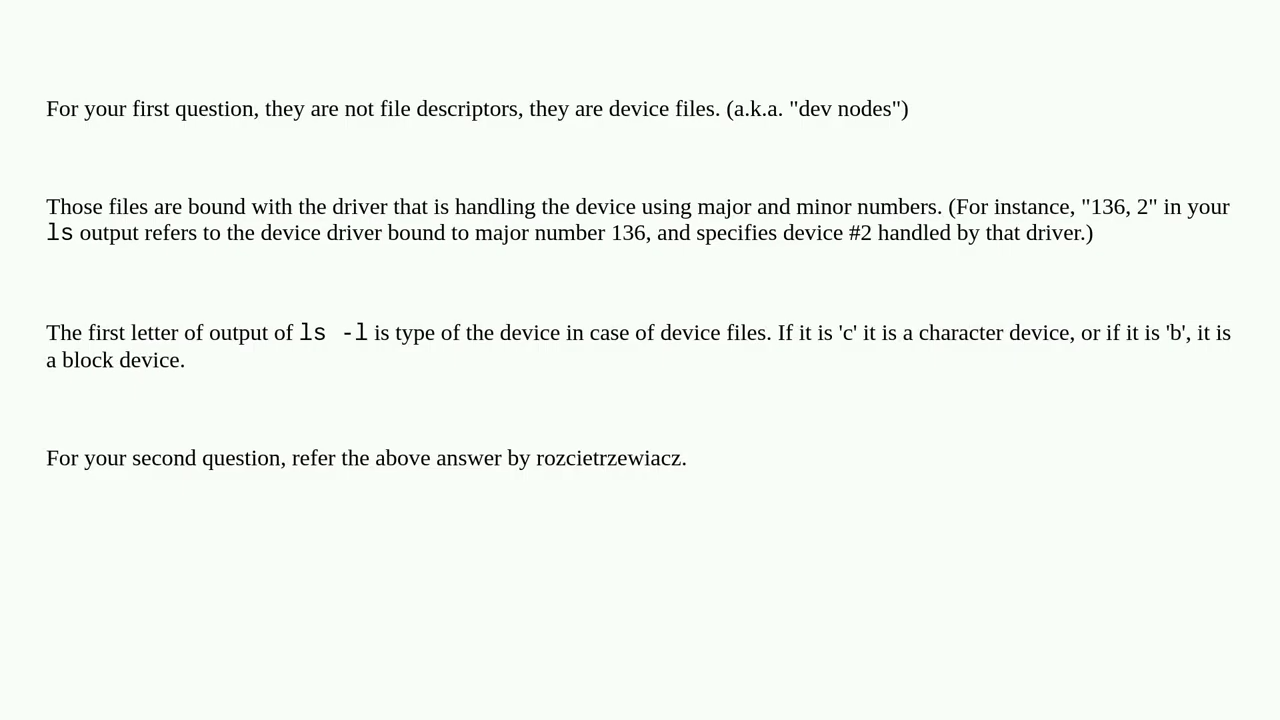 For your first question, they are not file descriptors, they are device files. (a.k.a. "dev nodes")
Those files are bound with the driver that is handling the device using major and minor numbers. (For instance, "136, 2" in your
ls output refers to the device driver bound to major number 136, and specifies device #2 handled by that driver.)
The first letter of output of ls -l is type of the device in case of device files. If it is 'c' it is a character device, or if it is 'b', it is
a block device.
For your second question, refer the above answer by rozcietrzewiacz.